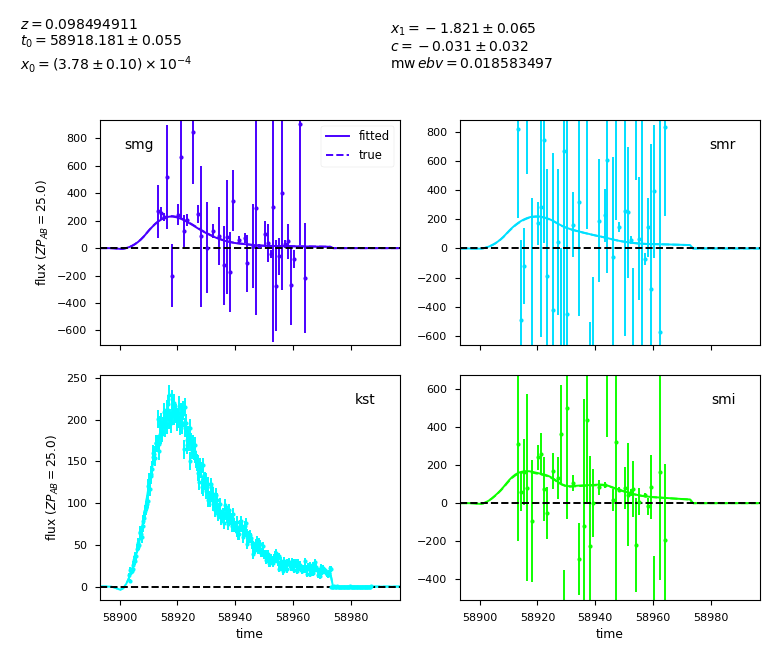 z = 0.098494911
t₀ = 58918.181 ± 0.055
x₀ = (3.78 ± 0.10) × 10⁻⁴
x₁ = −1.821 ± 0.065
c = −0.031 ± 0.032
mw ebv = 0.018583497
smg
fitted
true
800
600
400
200
0
−200
−400
−600
flux (ZP_AB = 25.0)
smr
800
600
400
200
0
−200
−400
−600
kst
250
200
150
100
50
0
flux (ZP_AB = 25.0)
58900 58920 58940 58960 58980
time
smi
600
400
200
0
−200
−400
58900 58920 58940 58960 58980
time